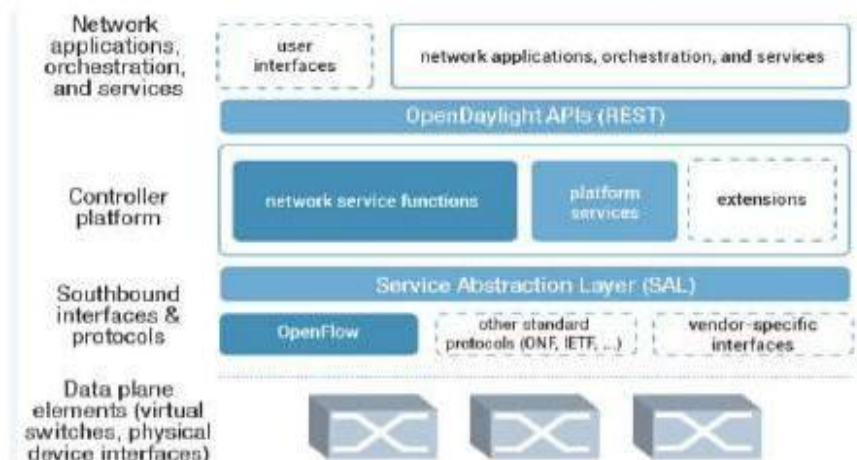 Network
applications,
orchestration,
and services
user
interfaces
network applications, orchestration, and services
OpenDaylight APIs (REST)
Controller
platform
network service functions
platform
services
extensions
Southbound
interfaces &
protocols
Service Abstraction Layer (SAL)
OpenFlow
other standard
protocols (ONF, IETF, ...)
vendor-specific
interfaces
Data plane
elements (virtual
switches, physical
device interfaces)